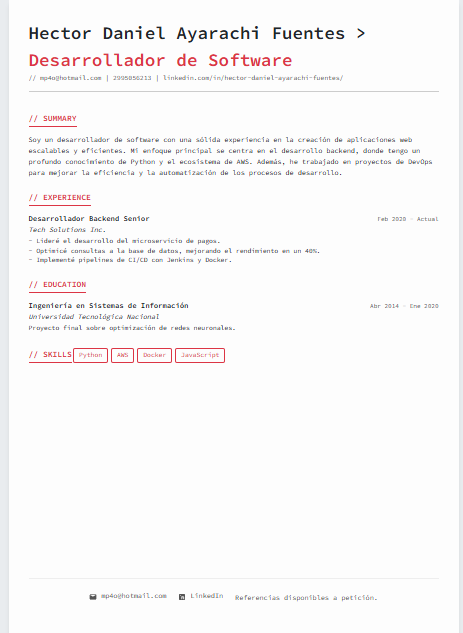 Hector Daniel Ayarachi Fuentes >
Desarrollador de Software
// mp4o@hotmail.com | 2995856213 | linkedin.com/in/hector-daniel-ayarachi-fuentes/
// SUMMARY
Soy un desarrollador de software con una sólida experiencia en la creación de aplicaciones web
escalables y eficientes. Mi enfoque principal se centra en el desarrollo backend, donde tengo un
profundo conocimiento de Python y el ecosistema de AWS. Además, he trabajado en proyectos de DevOps
para mejorar la eficiencia y la automatización de los procesos de desarrollo.
// EXPERIENCE
Desarrollador Backend Senior Feb 2020 - Actual
Tech Solutions Inc.
- Lideré el desarrollo del microservicio de pagos.
- Optimicé consultas a la base de datos, mejorando el rendimiento en un 40%.
- Implementé pipelines de CI/CD con Jenkins y Docker.
// EDUCATION
Ingeniería en Sistemas de Información Abr 2014 - Ene 2020
Universidad Tecnológica Nacional
Proyecto final sobre optimización de redes neuronales.
// SKILLS Python AWS Docker JavaScript
mp4o@hotmail.com LinkedIn Referencias disponibles a petición.